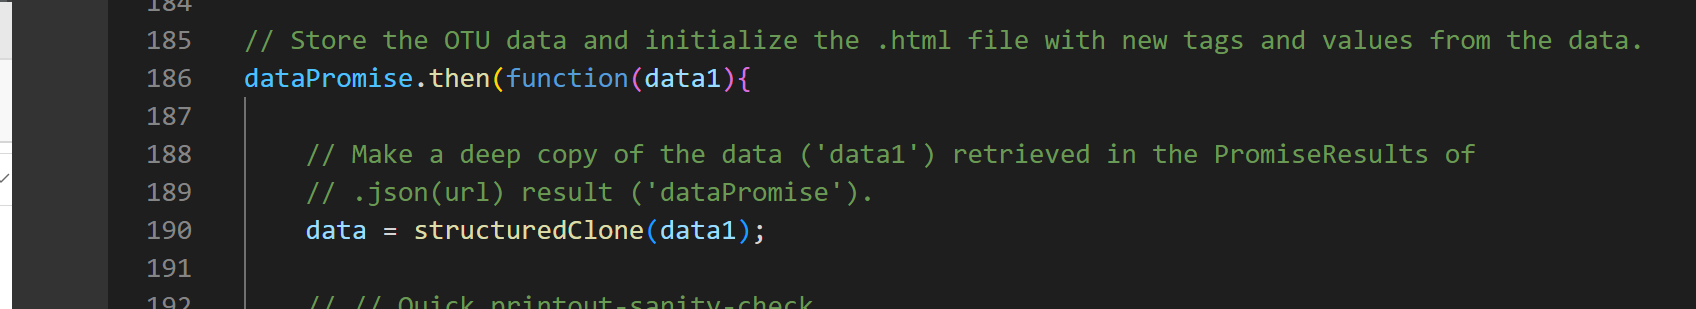 184
185 // Store the OTU data and initialize the .html file with new tags and values from the data.
186 dataPromise.then(function(data1){
187
188 // Make a deep copy of the data ('data1') retrieved in the PromiseResults of
189 // .json(url) result ('dataPromise').
190 data = structuredClone(data1);
191
192 // // Quick printout-sanity-check